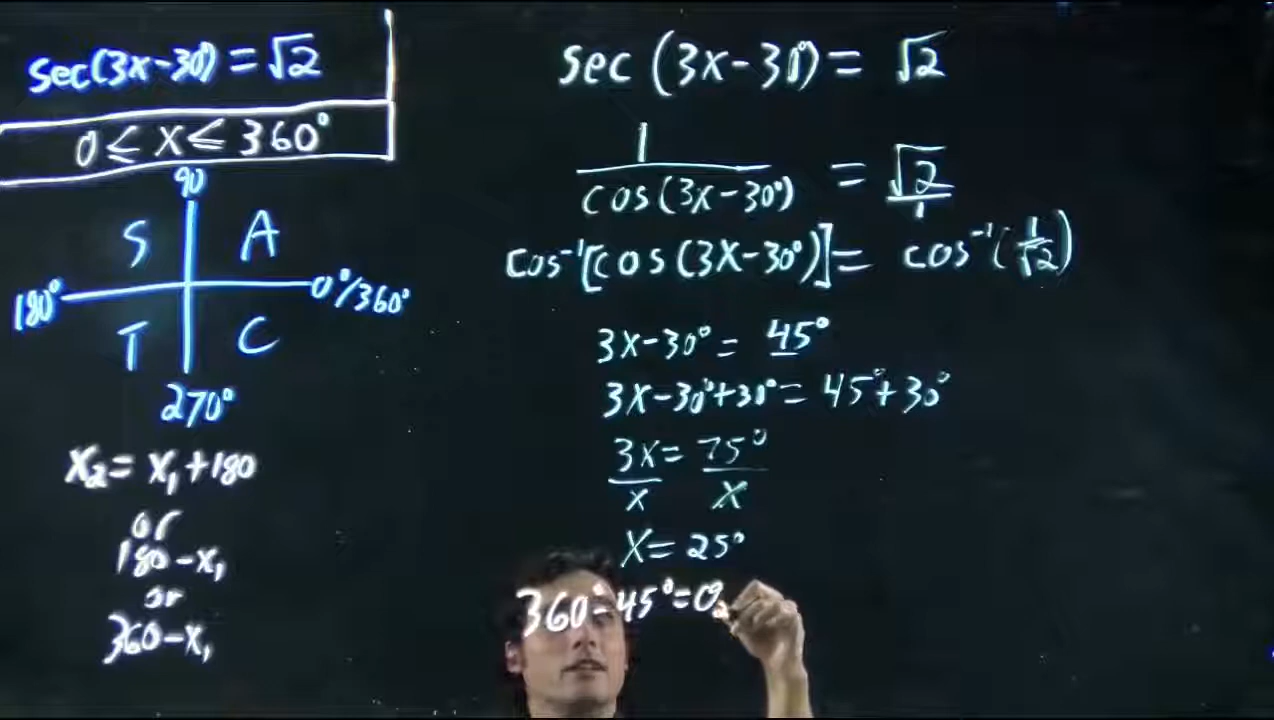 sec(3x-30°) = √2
0 ≤ x ≤ 360°
90
S A
180° 0°/360°
T C
270°
x₂ = x₁ + 180
or
180 - x₁
or
360 - x₁
sec (3x-30°) = √2
1/cos(3x-30°) = √2/1
cos⁻¹[cos(3x-30°)] = cos⁻¹(1/√2)
3x-30° = 45°
3x-30°+30° = 45°+30°
3x/x = 75°/x
x = 25°
360°-45°=θ₂